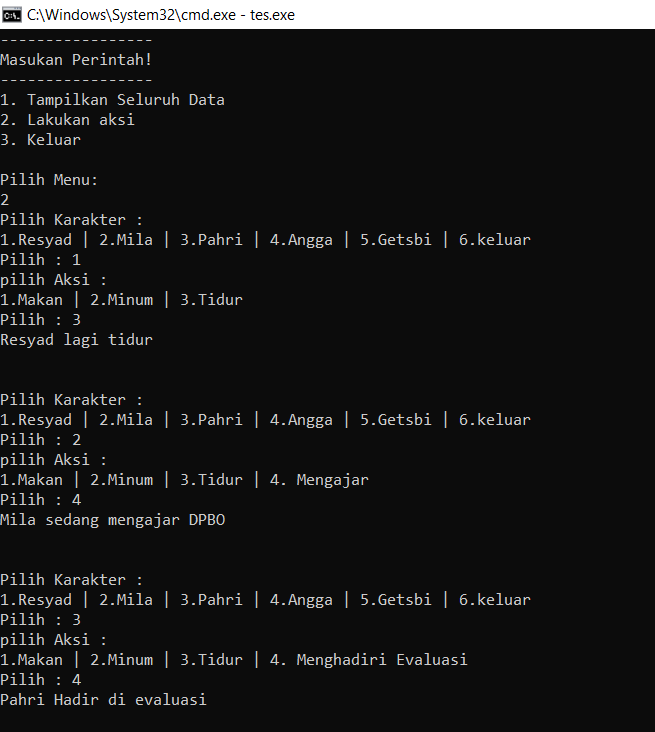 C:\Windows\System32\cmd.exe - tes.exe
-----------------
Masukan Perintah!
-----------------
1. Tampilkan Seluruh Data
2. Lakukan aksi
3. Keluar
Pilih Menu:
2
Pilih Karakter :
1.Resyad | 2.Mila | 3.Pahri | 4.Angga | 5.Getsbi | 6.keluar
Pilih : 1
pilih Aksi :
1.Makan | 2.Minum | 3.Tidur
Pilih : 3
Resyad lagi tidur
Pilih Karakter :
1.Resyad | 2.Mila | 3.Pahri | 4.Angga | 5.Getsbi | 6.keluar
Pilih : 2
pilih Aksi :
1.Makan | 2.Minum | 3.Tidur | 4. Mengajar
Pilih : 4
Mila sedang mengajar DPBO
Pilih Karakter :
1.Resyad | 2.Mila | 3.Pahri | 4.Angga | 5.Getsbi | 6.keluar
Pilih : 3
pilih Aksi :
1.Makan | 2.Minum | 3.Tidur | 4. Menghadiri Evaluasi
Pilih : 4
Pahri Hadir di evaluasi